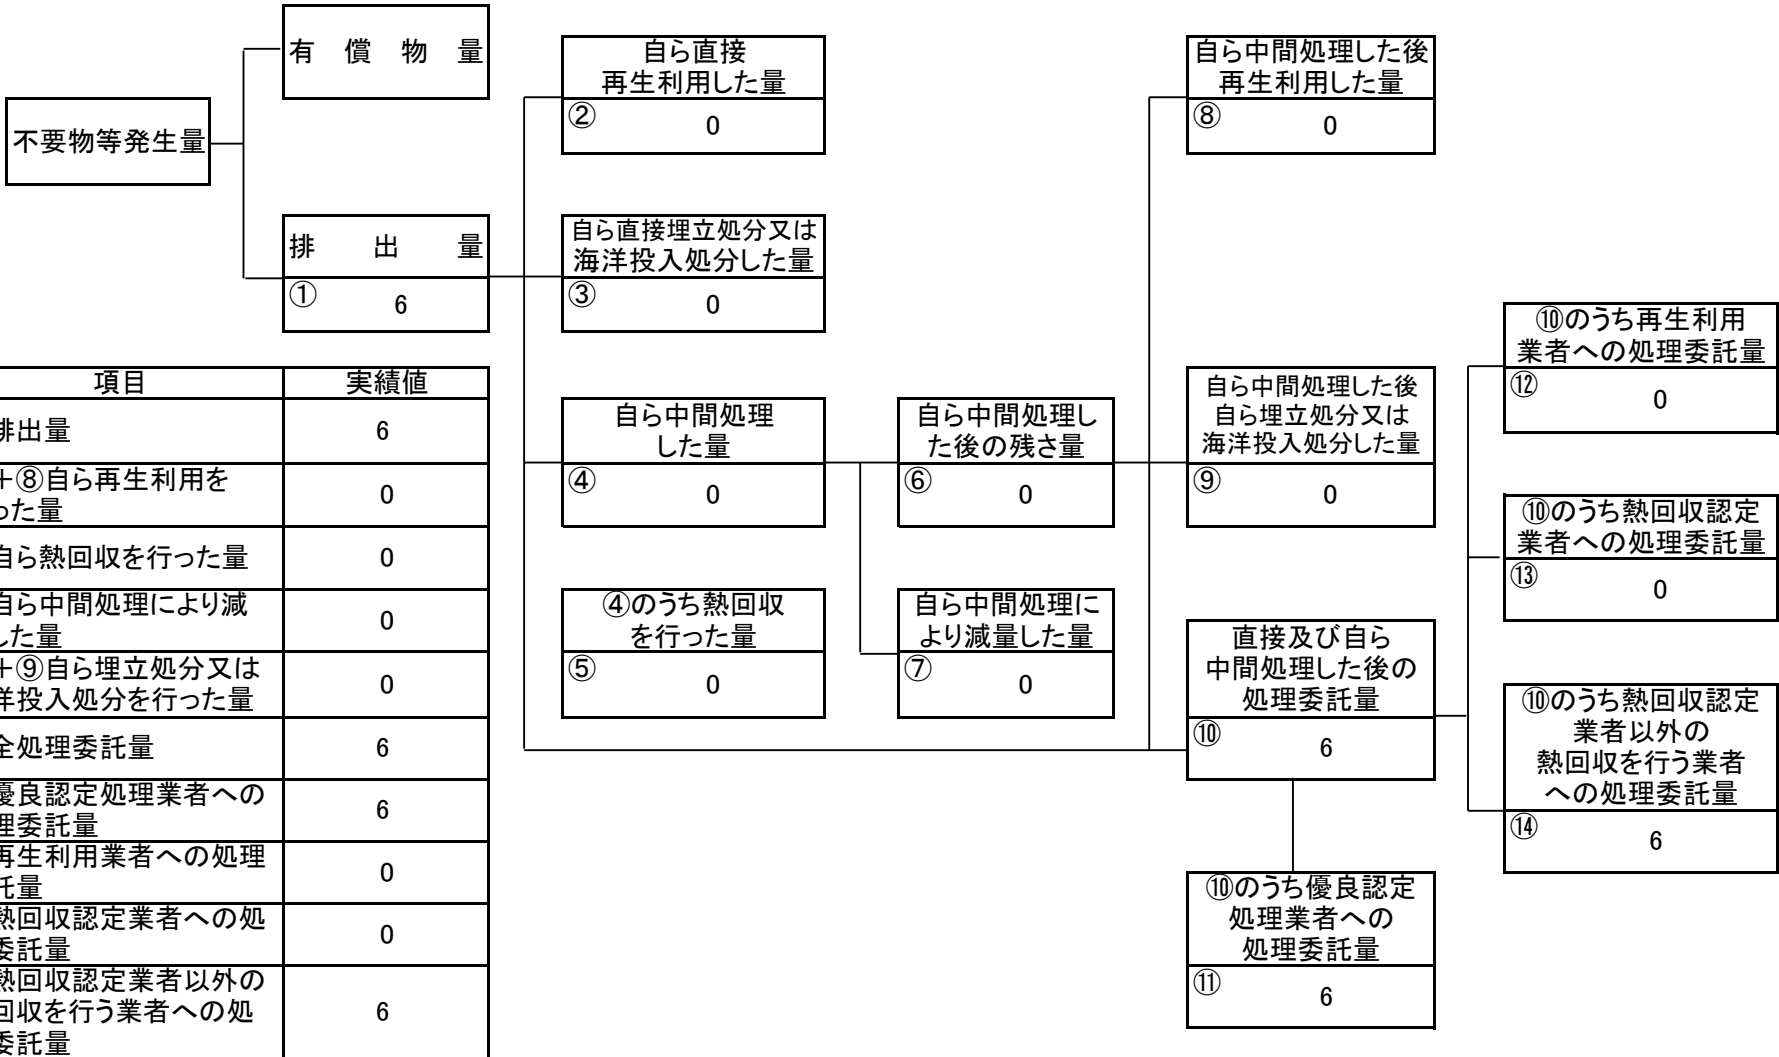 有償物量
不要物等発生量
排出量
① 6
自ら直接
再生利用した量
② 0
自ら直接埋立処分又は
海洋投入処分した量
③ 0
自ら中間処理
した量
④ 0
④のうち熱回収
を行った量
⑤ 0
自ら中間処理し
た後の残さ量
⑥ 0
自ら中間処理に
より減量した量
⑦ 0
自ら中間処理した後
再生利用した量
⑧ 0
自ら中間処理した後
自ら埋立処分又は
海洋投入処分した量
⑨ 0
直接及び自ら
中間処理した後の
処理委託量
⑩ 6
⑩のうち優良認定
処理業者への
処理委託量
⑪ 6
⑩のうち再生利用
業者への処理委託量
⑫ 0
⑩のうち熱回収認定
業者への処理委託量
⑬ 0
⑩のうち熱回収認定
業者以外の
熱回収を行う業者
への処理委託量
⑭ 6
項目 実績値
排出量 6
+⑧自ら再生利用を
った量 0
自ら熱回収を行った量 0
自ら中間処理により減
した量 0
+⑨自ら埋立処分又は
洋投入処分を行った量 0
全処理委託量 6
優良認定処理業者への
理委託量 6
再生利用業者への処理
託量 0
熱回収認定業者への処
委託量 0
熱回収認定業者以外の
回収を行う業者への処
委託量 6